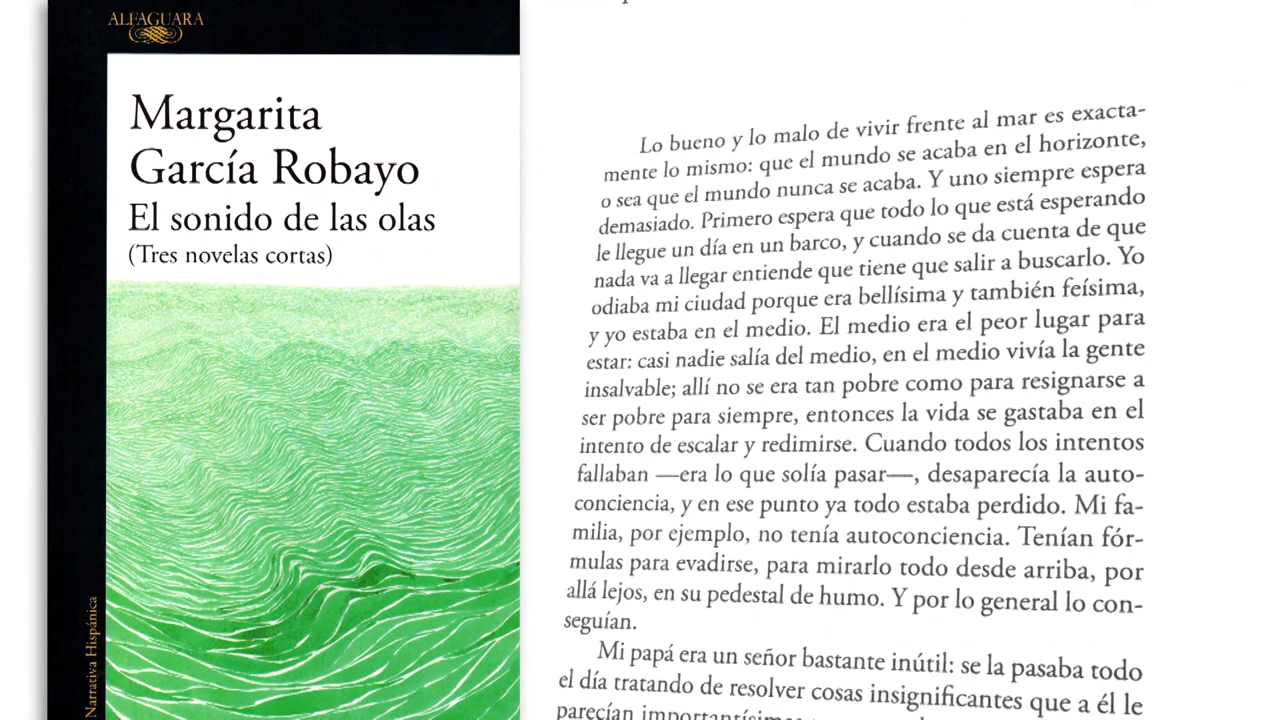 ALFAGUARA
Margarita
García Robayo
El sonido de las olas
(Tres novelas cortas)
Narrativa Hispánica
Lo bueno y lo malo de vivir frente al mar es exacta-
mente lo mismo: que el mundo se acaba en el horizonte,
o sea que el mundo nunca se acaba. Y uno siempre espera
demasiado. Primero espera que todo lo que está esperando
le llegue un día en un barco, y cuando se da cuenta de que
nada va a llegar entiende que tiene que salir a buscarlo. Yo
odiaba mi ciudad porque era bellísima y también feísima,
y yo estaba en el medio. El medio era el peor lugar para
estar: casi nadie salía del medio, en el medio vivía la gente
insalvable; allí no se era tan pobre como para resignarse a
ser pobre para siempre, entonces la vida se gastaba en el
intento de escalar y redimirse. Cuando todos los intentos
fallaban —era lo que solía pasar—, desaparecía la auto-
conciencia, y en ese punto ya todo estaba perdido. Mi fa-
milia, por ejemplo, no tenía autoconciencia. Tenían fór-
mulas para evadirse, para mirarlo todo desde arriba, por
allá lejos, en su pedestal de humo. Y por lo general lo con-
seguían.
Mi papá era un señor bastante inútil: se la pasaba todo
el día tratando de resolver cosas insignificantes que a él le
parecían